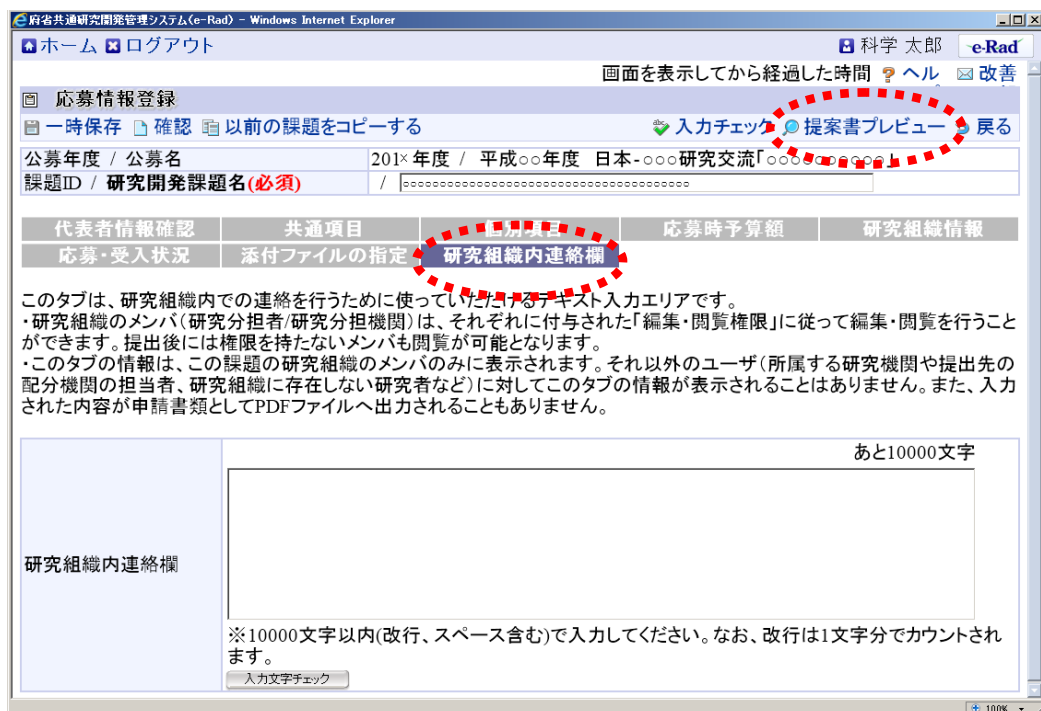 府省共通研究開発管理システム(e-Rad) - Windows Internet Explorer
ホーム ログアウト 科学 太郎 e-Rad
画面を表示してから経過した時間 ヘル 改善
応募情報登録
一時保存 確認 以前の課題をコピーする 入力チェック 提案書プレビュー 戻る
公募年度 / 公募名 201×年度 / 平成○○年度 日本-○○○研究交流「○○○○○○○○○○」
課題ID / 研究開発課題名(必須) / ○○○○○○○○○○○○○○○○○○○○○○○○○○○○○○○○○○○○○○○
代表者情報確認 共通項目 個別項目 応募時予算額 研究組織情報
応募・受入状況 添付ファイルの指定 研究組織内連絡欄
このタブは、研究組織内での連絡を行うために使っていただけるテキスト入力エリアです。
・研究組織のメンバ(研究分担者/研究分担機関)は、それぞれに付与された「編集・閲覧権限」に従って編集・閲覧を行うこと
ができます。提出後には権限を持たないメンバも閲覧が可能となります。
・このタブの情報は、この課題の研究組織のメンバのみに表示されます。それ以外のユーザ(所属する研究機関や提出先の
配分機関の担当者、研究組織に存在しない研究者など)に対してこのタブの情報が表示されることはありません。また、入力
された内容が申請書類としてPDFファイルへ出力されることもありません。
あと10000文字
研究組織内連絡欄
※10000文字以内(改行、スペース含む)で入力してください。なお、改行は1文字分でカウントされ
ます。
入力文字チェック
100%